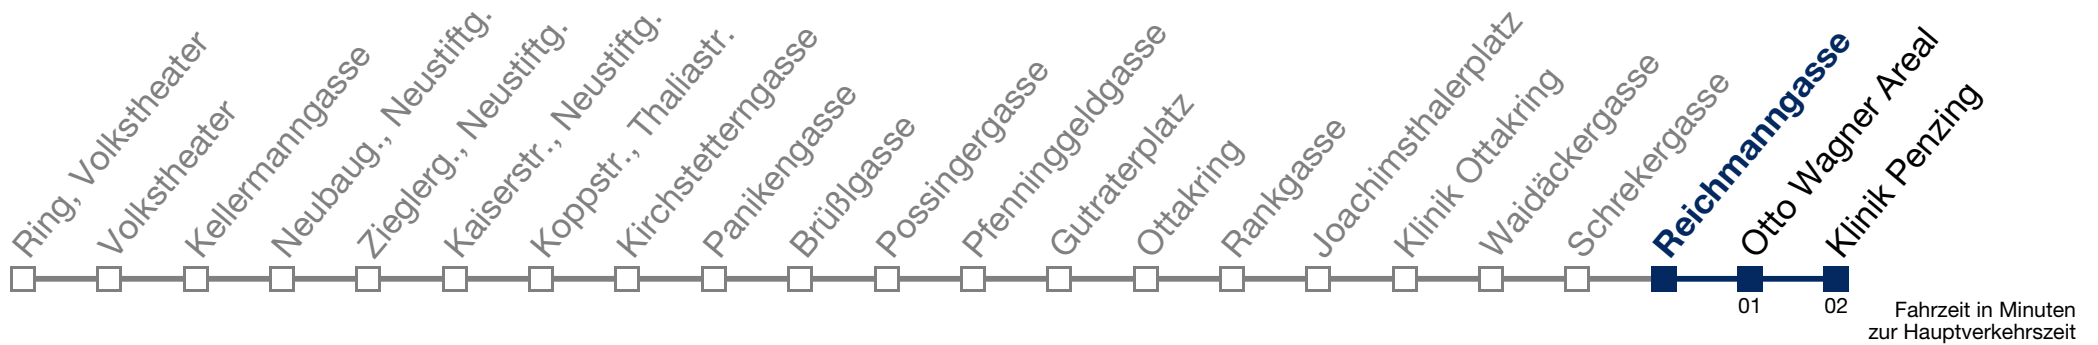 Ring, Volkstheater
Volkstheater
Kellermanngasse
Neubaug., Neustiftg.
Zieglerg., Neustiftg.
Kaiserstr., Neustiftg.
Koppstr., Thaliastr.
Kirchstetterngasse
Panikengasse
Brüßlgasse
Possingergasse
Pfenninggeldgasse
Gutraterplatz
Ottakring
Rankgasse
Joachimsthalerplatz
Klinik Ottakring
Waidäckergasse
Schrekergasse
Reichmanngasse
Otto Wagner Areal
Klinik Penzing
01
02
Fahrzeit in Minuten
zur Hauptverkehrszeit